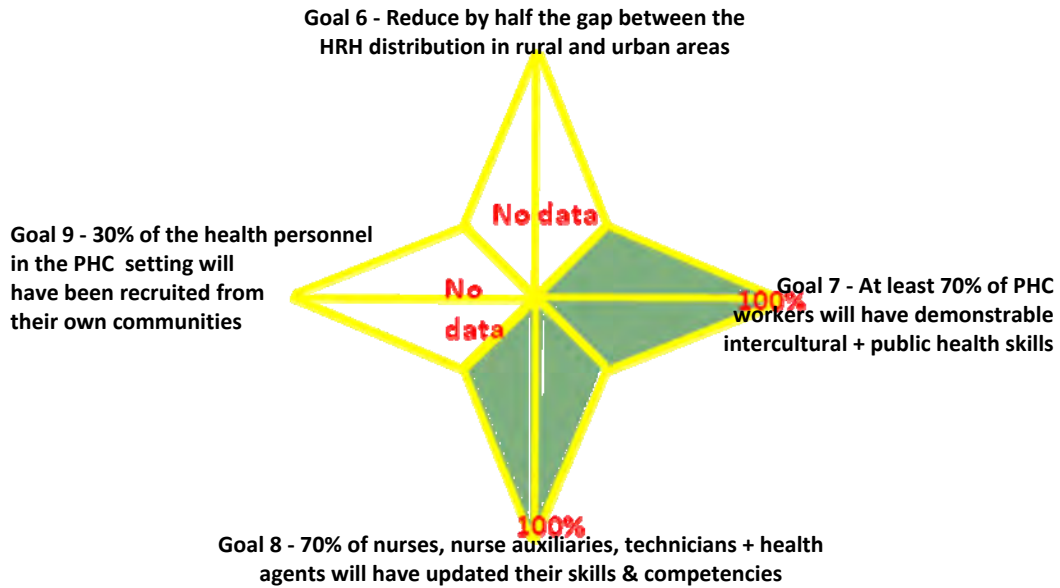 Goal 6 - Reduce by half the gap between the
HRH distribution in rural and urban areas
No data
Goal 9 - 30% of the health personnel
in the PHC setting will
have been recruited from
their own communities
No
data
100%
Goal 7 - At least 70% of PHC
workers will have demonstrable
intercultural + public health skills
100%
Goal 8 - 70% of nurses, nurse auxiliaries, technicians + health
agents will have updated their skills & competencies